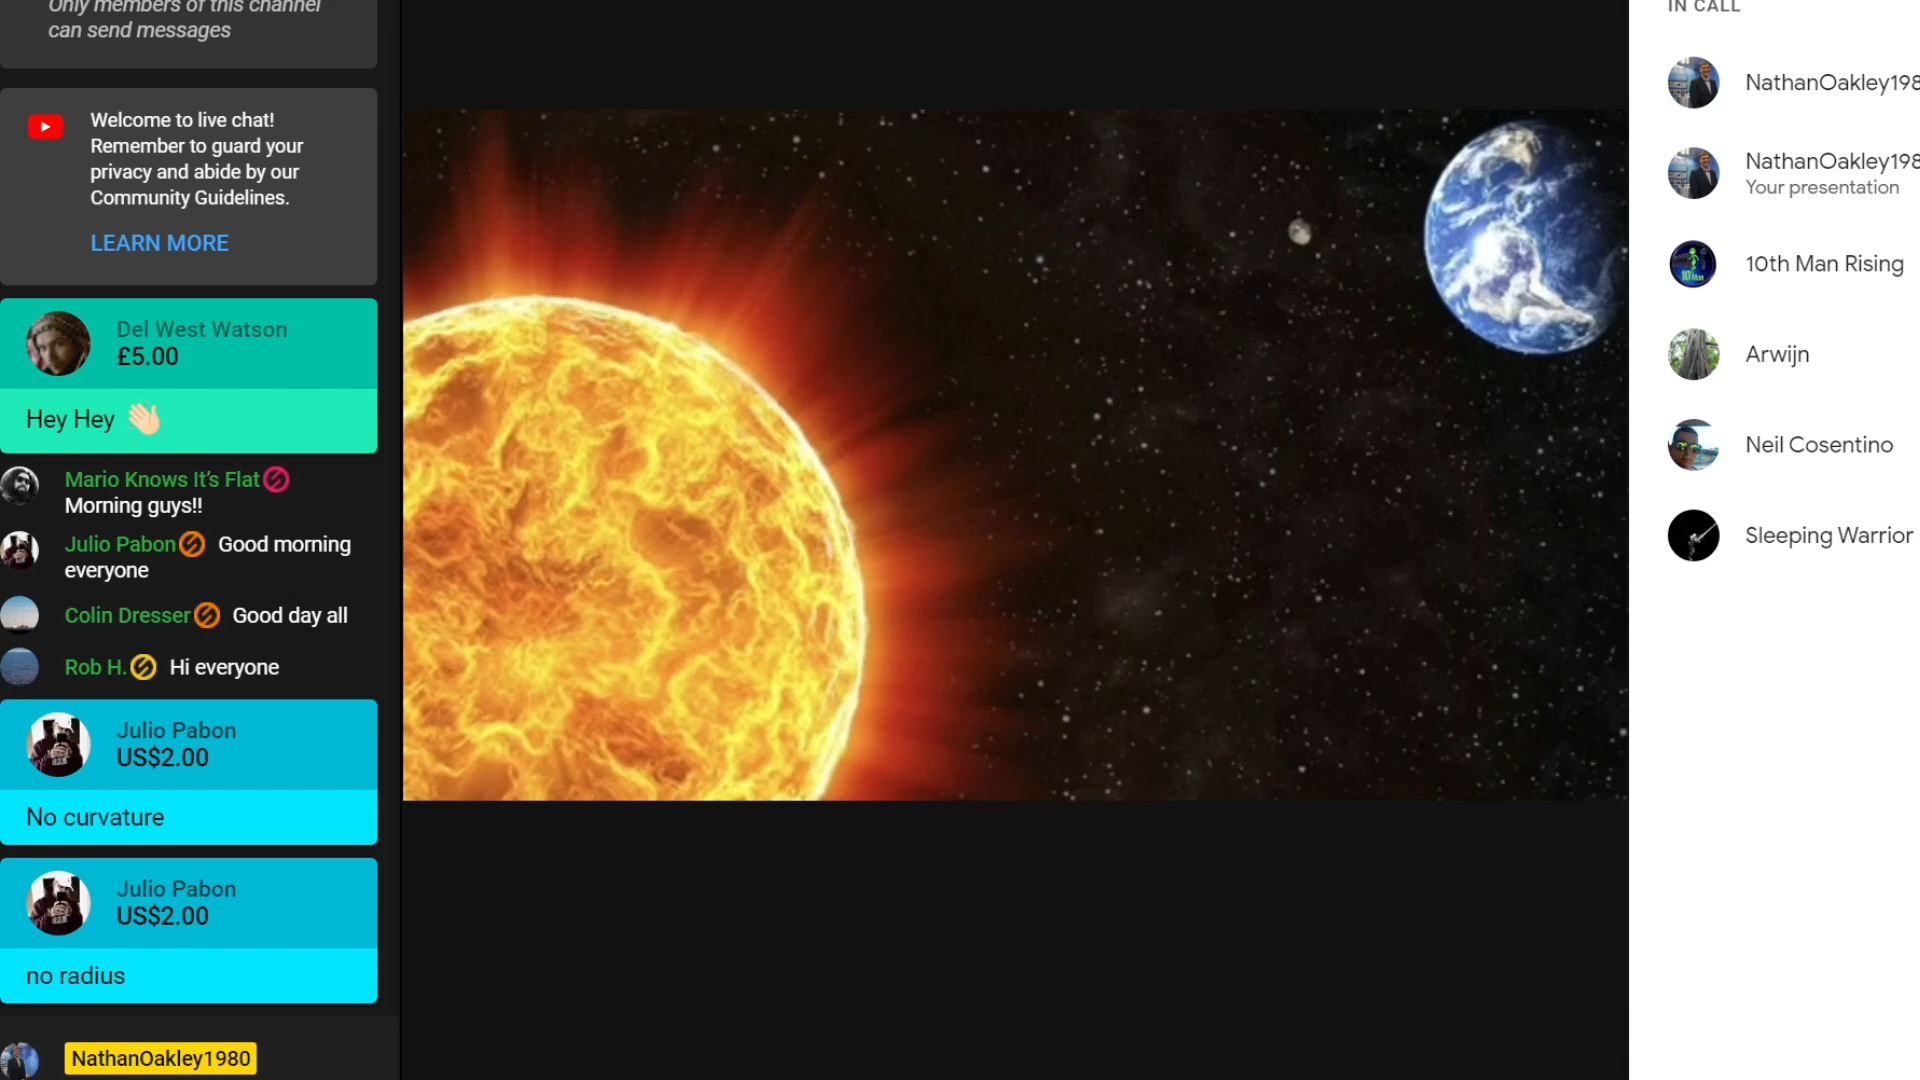 Only members of this channel
can send messages
Welcome to live chat!
Remember to guard your
privacy and abide by our
Community Guidelines.
LEARN MORE
Del West Watson
£5.00
Hey Hey 👋🏻
Mario Knows It's Flat
Morning guys!!
Julio Pabon Good morning
everyone
Colin Dresser Good day all
Rob H. Hi everyone
Julio Pabon
US$2.00
No curvature
Julio Pabon
US$2.00
no radius
NathanOakley1980
IN CALL
NathanOakley198
NathanOakley198
Your presentation
10th Man Rising
Arwijn
Neil Cosentino
Sleeping Warrior